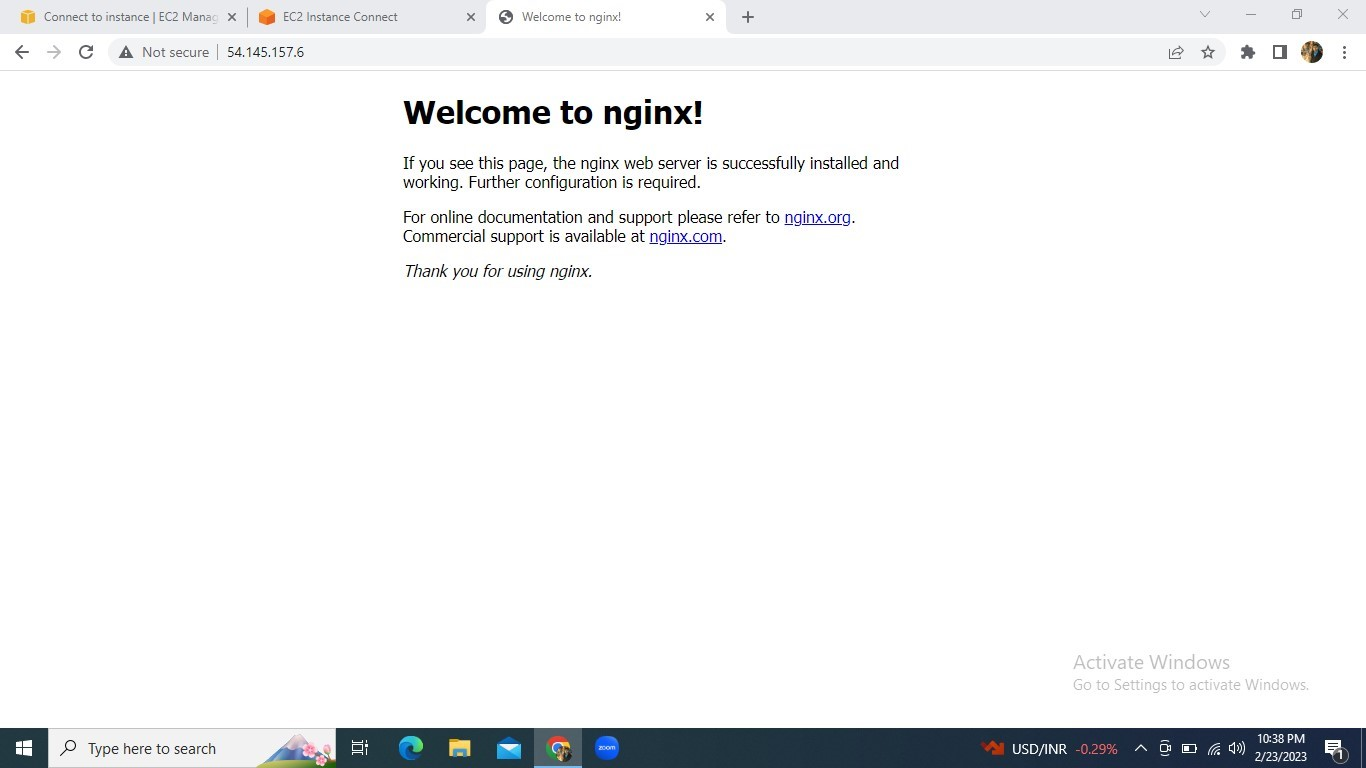 Connect to instance | EC2 Manag
EC2 Instance Connect
Welcome to nginx!
Not secure
54.145.157.6
Welcome to nginx!
If you see this page, the nginx web server is successfully installed and
working. Further configuration is required.
For online documentation and support please refer to nginx.org.
Commercial support is available at nginx.com.
Thank you for using nginx.
Activate Windows
Go to Settings to activate Windows.
Type here to search
zoom
USD/INR -0.29%
10:38 PM
2/23/2023
1